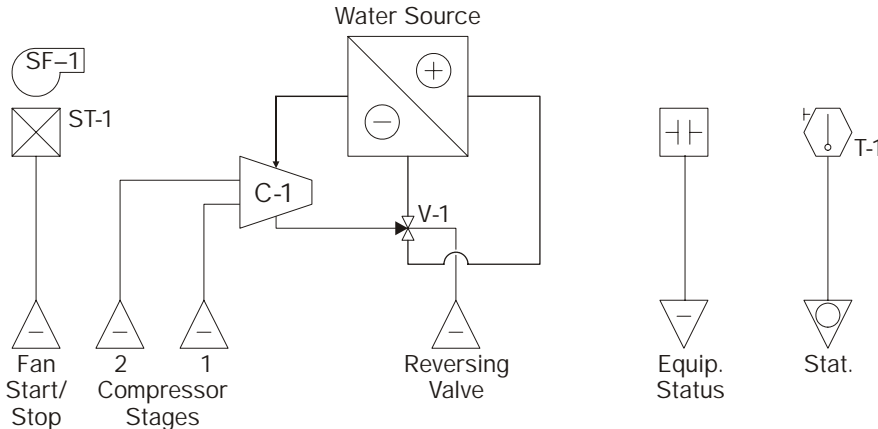 Water Source
SF–1
ST-1
C-1
V-1
T-1
Fan
Start/
Stop
2 1
Compressor
Stages
Reversing
Valve
Equip.
Status
Stat.